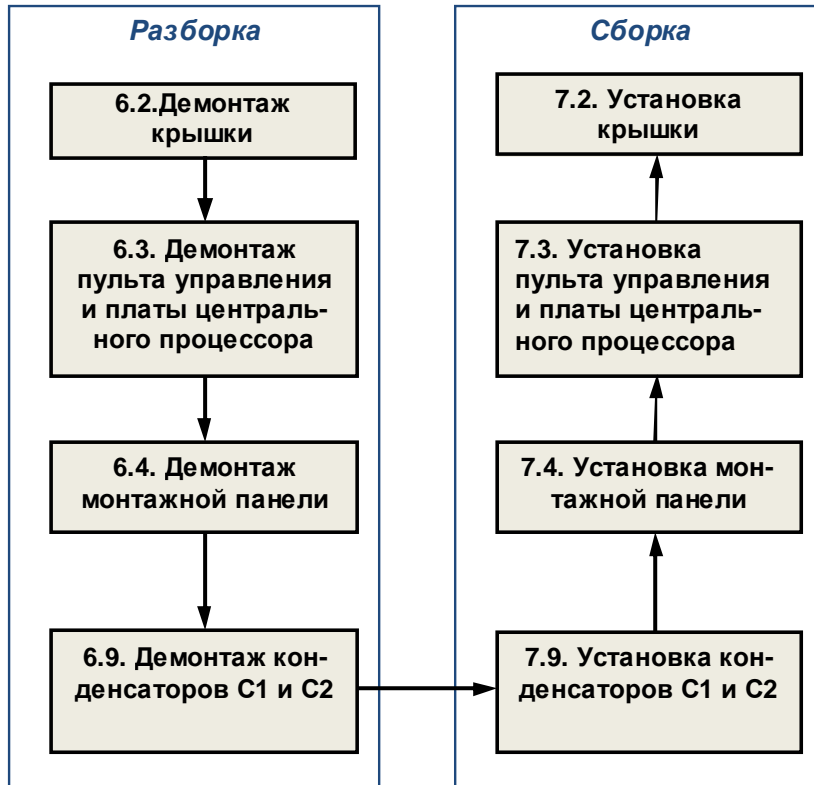 Разборка
6.2.Демонтаж
крышки
6.3. Демонтаж
пульта управления
и платы централь-
ного процессора
6.4. Демонтаж
монтажной панели
6.9. Демонтаж кон-
денсаторов С1 и С2
Сборка
7.2. Установка
крышки
7.3. Установка
пульта управления
и платы централь-
ного процессора
7.4. Установка мон-
тажной панели
7.9. Установка кон-
денсаторов С1 и С2